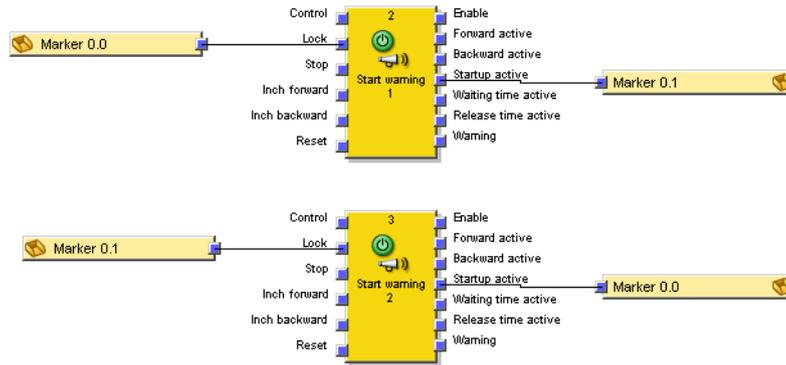 Control 2 Enable
Marker 0.0 Lock Forward active
Stop Backward active
Start warning Startup active
1 Marker 0.1
Inch forward Waiting time active
Inch backward Release time active
Reset Warning
Control 3 Enable
Marker 0.1 Lock Forward active
Stop Backward active
Start warning Startup active
2 Marker 0.0
Inch forward Waiting time active
Inch backward Release time active
Reset Warning